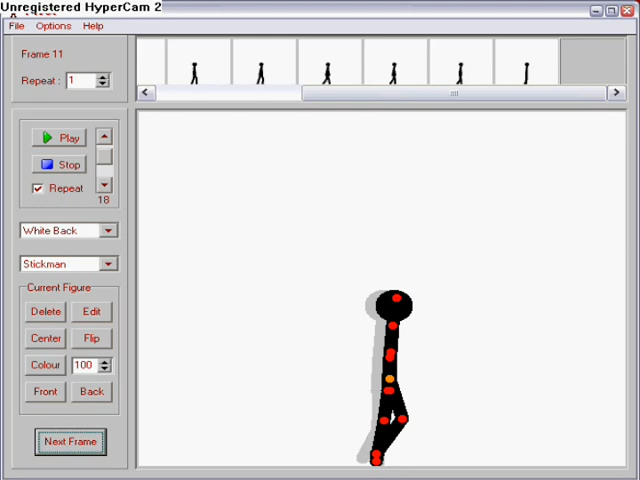 Unregistered HyperCam 2
File Options Help
Frame 11
Repeat : 1
Play
Stop
Repeat
18
White Back
Stickman
Current Figure
Delete Edit
Center Flip
Colour 100
Front Back
Next Frame